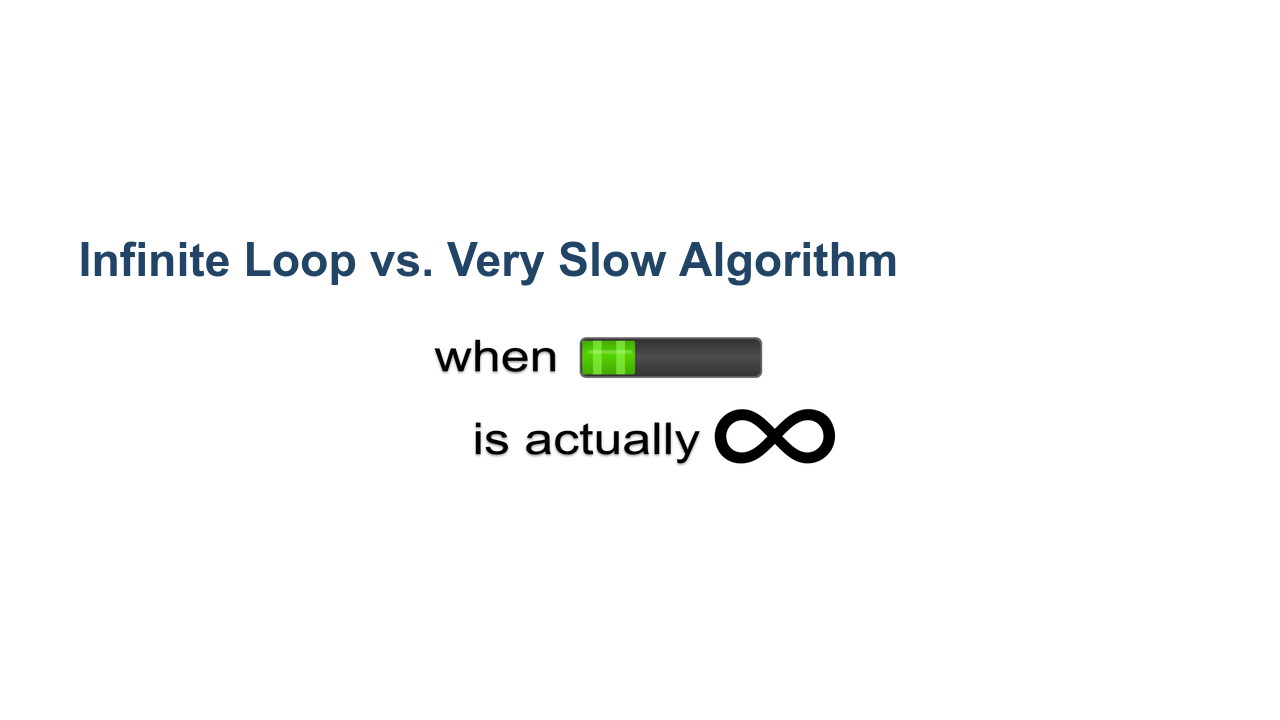 Infinite Loop vs. Very Slow Algorithm
when
is actually ∞